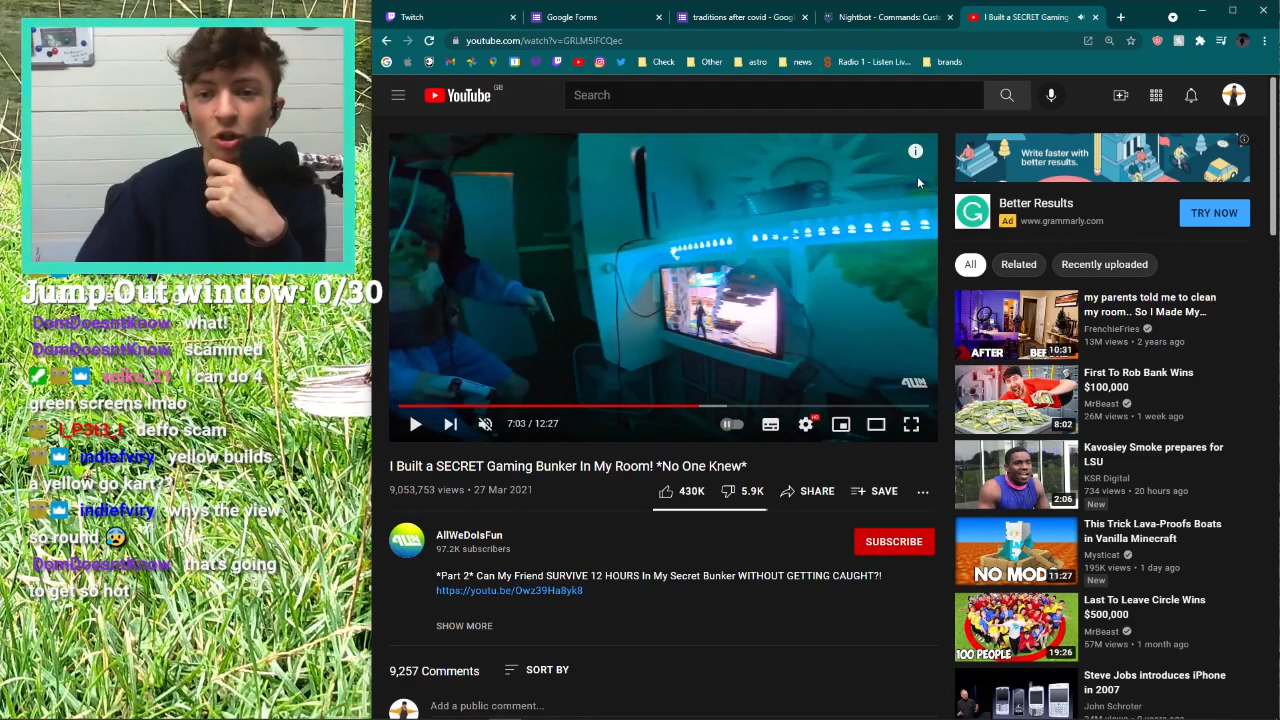 Twitch
Google Forms
traditions after covid - Googl
Nightbot - Commands: Custo
I Built a SECRET Gaming
youtube.com/watch?v=GRLM5IFCQec
Check
Other
astro
news
Radio 1 - Listen Liv...
brands
YouTube GB
Search
Jump Out window: 0/30
DomDoesntKnow what!
DomDoesntKnow scammed
volks_21 I can do 4
green screens lmao
I_P3t3_I deffo scam
indiefviry yellow builds
a yellow go kart??
indiefviry whys the view
so round
DomDoesntKnow that's going
to get so hot
4UN
7:03 / 12:27
HD
I Built a SECRET Gaming Bunker In My Room! *No One Knew*
9,053,753 views • 27 Mar 2021
430K
5.9K
SHARE
SAVE
AllWeDoIsFun
97.2K subscribers
SUBSCRIBE
*Part 2* Can My Friend SURVIVE 12 HOURS In My Secret Bunker WITHOUT GETTING CAUGHT?!
https://youtu.be/Owz39Ha8yk8
SHOW MORE
9,257 Comments
SORT BY
Add a public comment...
Write faster with
better results.
Better Results
Ad www.grammarly.com
TRY NOW
All
Related
Recently uploaded
my parents told me to clean
my room.. So I Made My...
FrenchieFries
13M views • 2 years ago
AFTER
BEF
10:31
First To Rob Bank Wins
$100,000
MrBeast
26M views • 1 week ago
8:02
Kavosiey Smoke prepares for
LSU
KSR Digital
734 views • 20 hours ago
New
2:06
This Trick Lava-Proofs Boats
in Vanilla Minecraft
Mysticat
195K views • 1 day ago
New
NO MOD
11:27
Last To Leave Circle Wins
$500,000
MrBeast
57M views • 1 month ago
100 PEOPLE
19:26
Steve Jobs introduces iPhone
in 2007
John Schroter